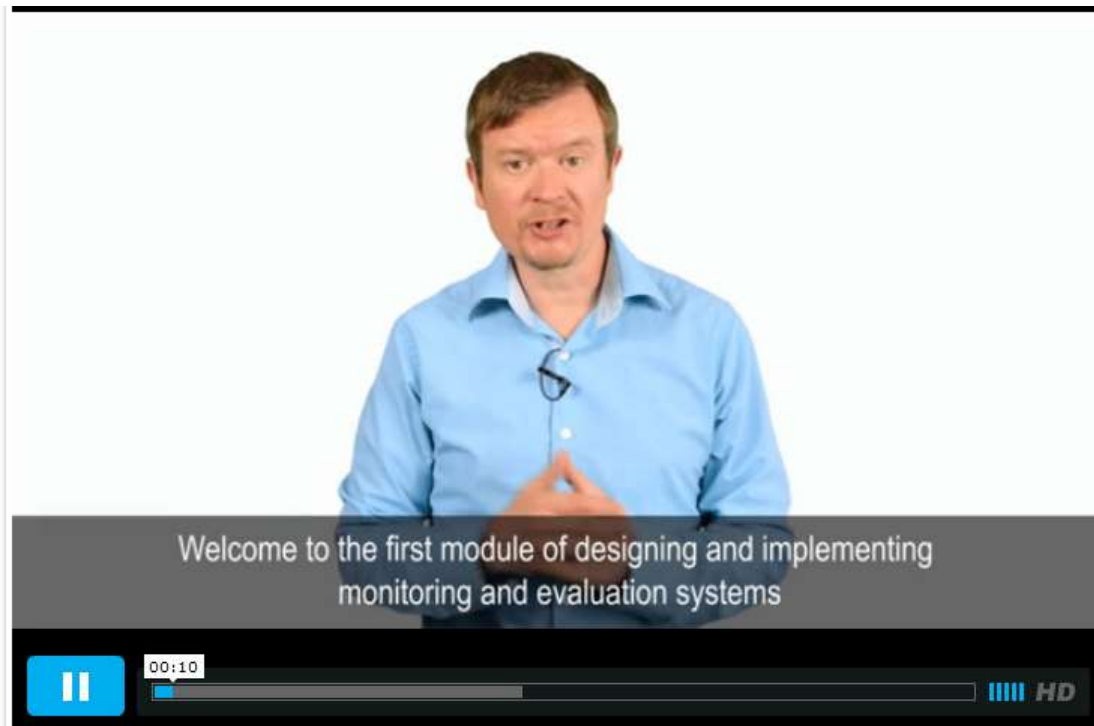 Welcome to the first module of designing and implementing
monitoring and evaluation systems
00:10
HD